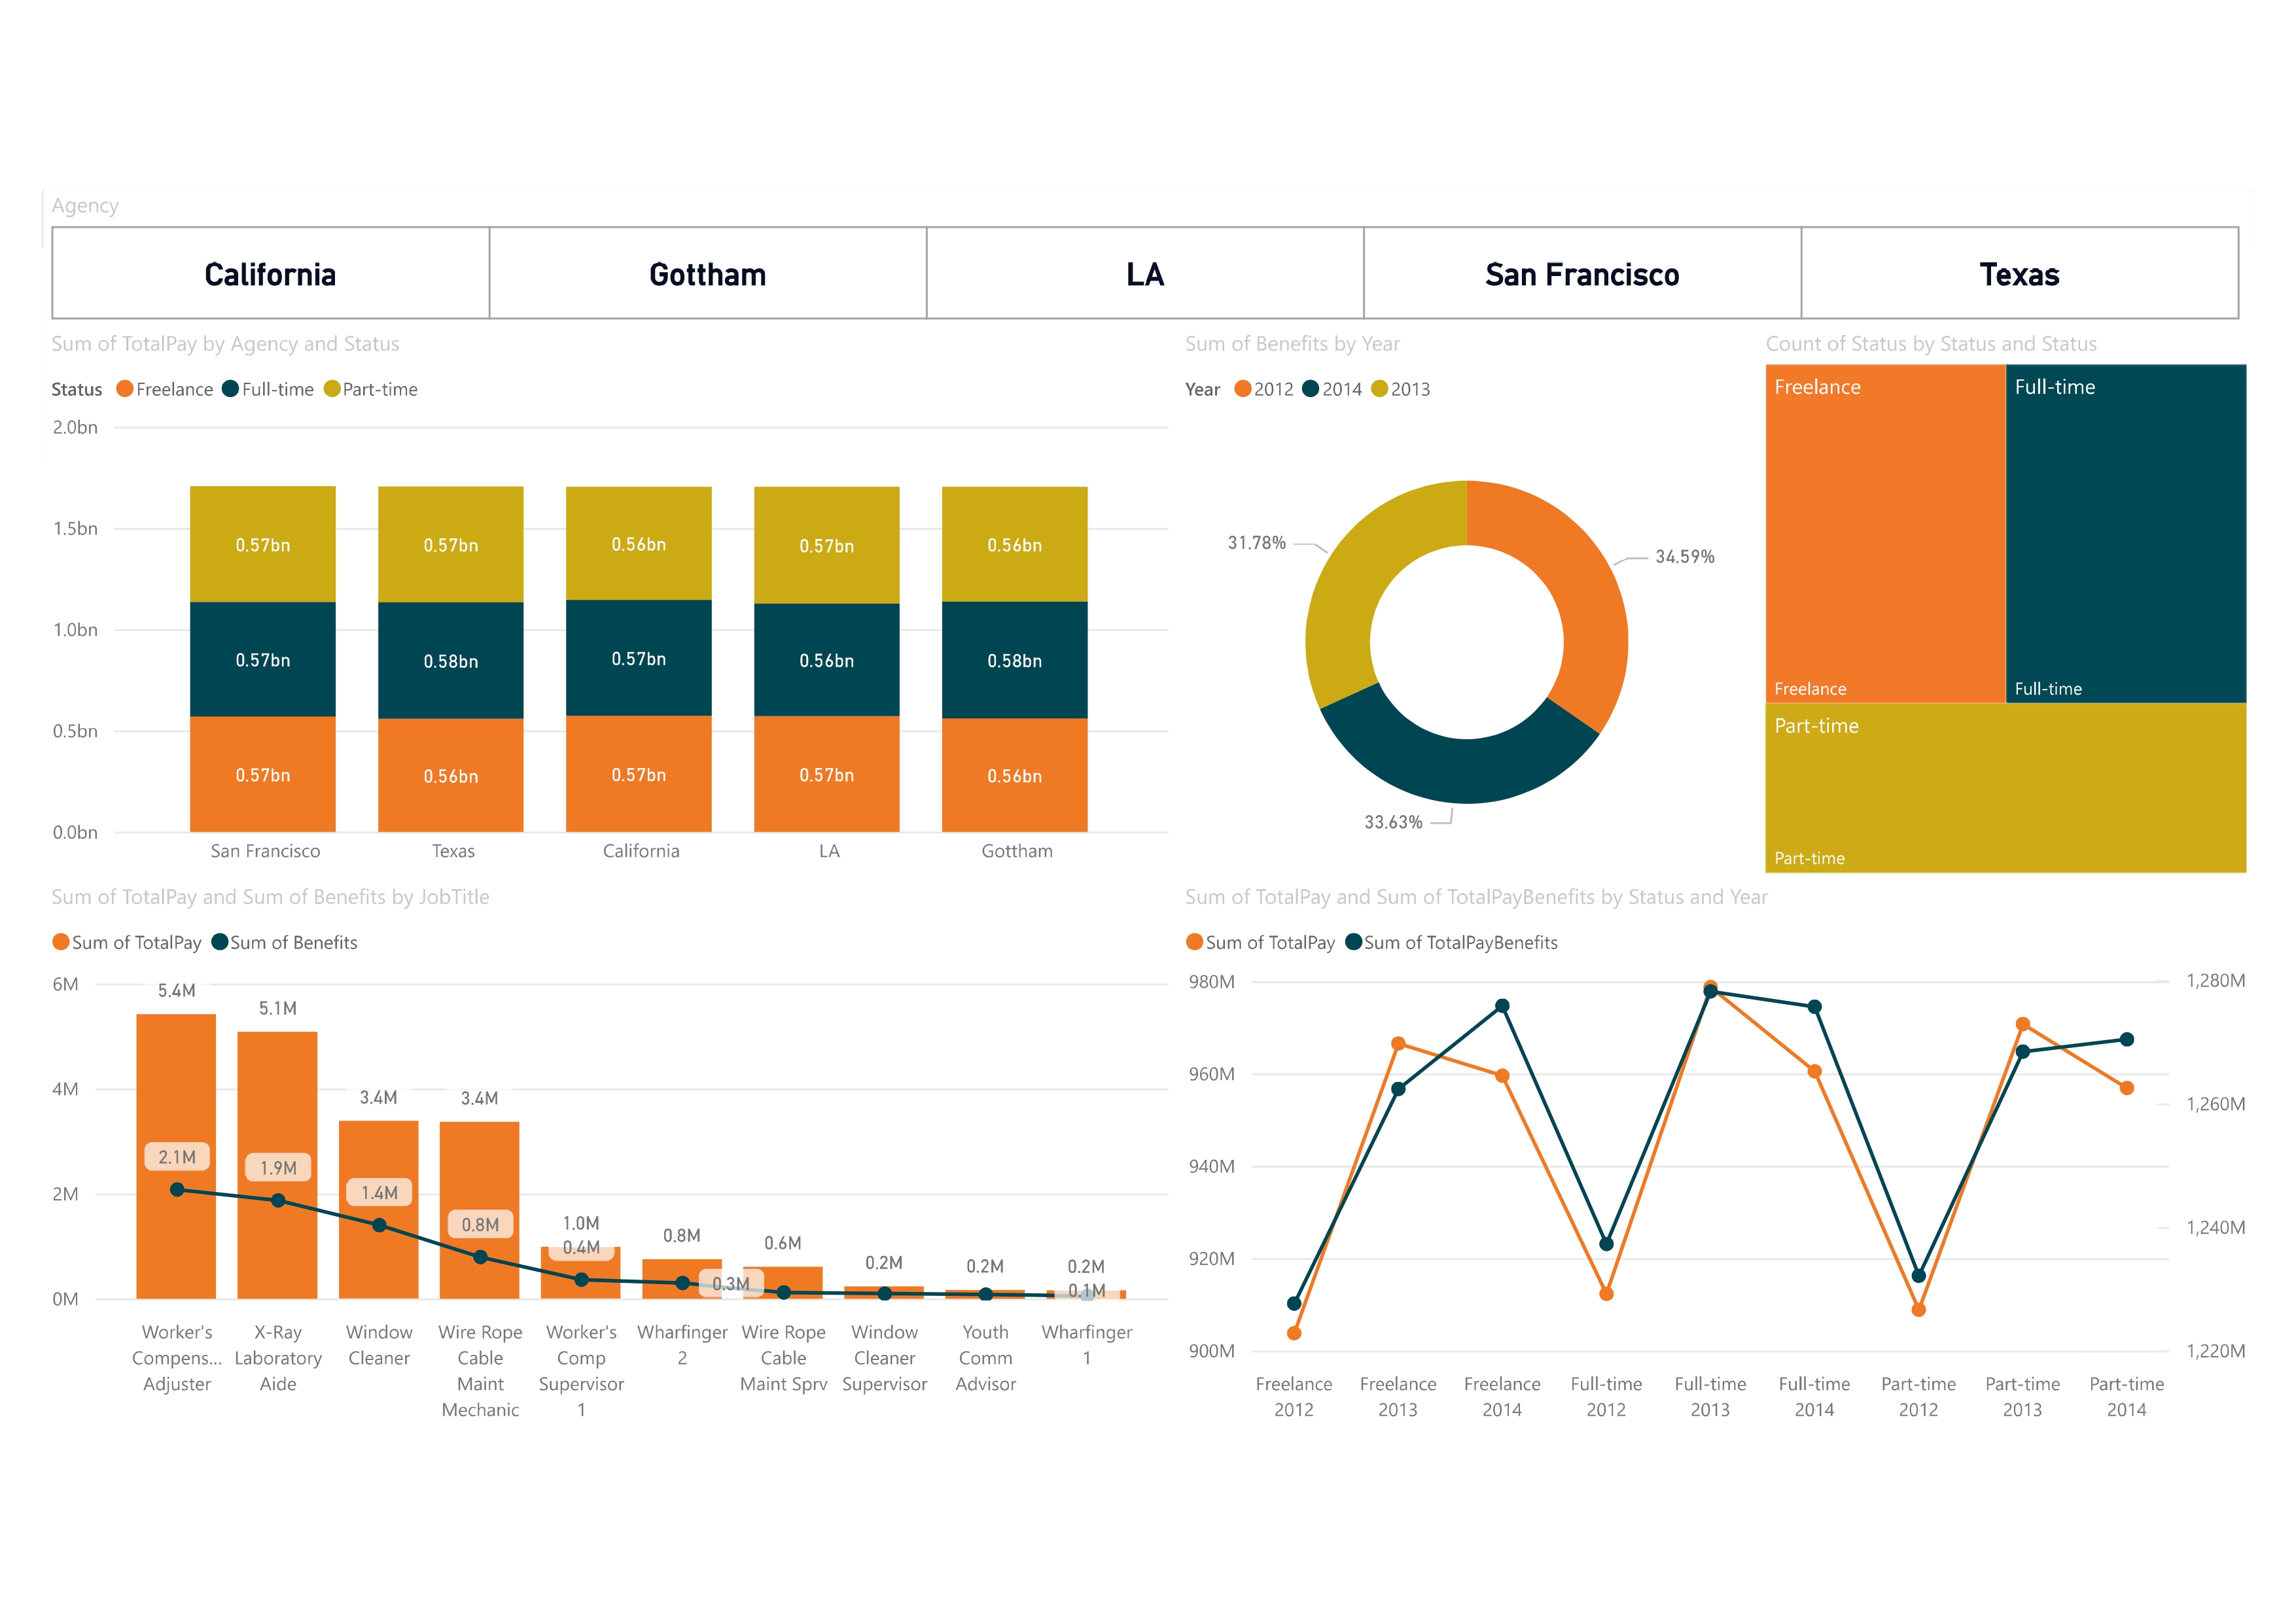 Agency
California
Gottham
LA
San Francisco
Texas
Sum of TotalPay by Agency and Status
Status Freelance Full-time Part-time
2.0bn
1.5bn
1.0bn
0.5bn
0.0bn
0.57bn 0.57bn 0.56bn 0.57bn 0.56bn
0.57bn 0.58bn 0.57bn 0.56bn 0.58bn
0.57bn 0.56bn 0.57bn 0.57bn 0.56bn
San Francisco Texas California LA Gottham
Sum of Benefits by Year
Year 2012 2014 2013
31.78%
34.59%
33.63%
Count of Status by Status and Status
Freelance
Full-time
Freelance
Full-time
Part-time
Part-time
Sum of TotalPay and Sum of Benefits by JobTitle
Sum of TotalPay Sum of Benefits
6M
4M
2M
0M
5.4M 5.1M 3.4M 3.4M 1.0M 0.8M 0.6M 0.2M 0.2M 0.2M
2.1M 1.9M 1.4M 0.8M 0.4M 0.3M 0.1M
Worker's
Compens...
Adjuster
X-Ray
Laboratory
Aide
Window
Cleaner
Wire Rope
Cable
Maint
Mechanic
Worker's
Comp
Supervisor
1
Wharfinger
2
Wire Rope
Cable
Maint Sprv
Window
Cleaner
Supervisor
Youth
Comm
Advisor
Wharfinger
1
Sum of TotalPay and Sum of TotalPayBenefits by Status and Year
Sum of TotalPay Sum of TotalPayBenefits
980M
960M
940M
920M
900M
1,280M
1,260M
1,240M
1,220M
Freelance
2012
Freelance
2013
Freelance
2014
Full-time
2012
Full-time
2013
Full-time
2014
Part-time
2012
Part-time
2013
Part-time
2014